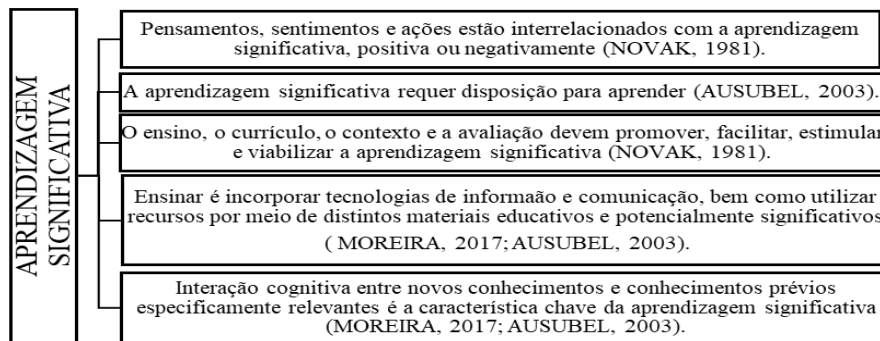 APRENDIZAGEM
SIGNIFICATIVA
Pensamentos, sentimentos e ações estão interrelacionados com a aprendizagem
significativa, positiva ou negativamente (NOVAK, 1981).
A aprendizagem significativa requer disposição para aprender (AUSUBEL, 2003).
O ensino, o currículo, o contexto e a avaliação devem promover, facilitar, estimular
e viabilizar a aprendizagem significativa (NOVAK, 1981).
Ensinar é incorporar tecnologias de informaão e comunicação, bem como utilizar
recursos por meio de distintos materiais educativos e potencialmente significativos
( MOREIRA, 2017; AUSUBEL, 2003).
Interação cognitiva entre novos conhecimentos e conhecimentos prévios
especificamente relevantes é a característica chave da aprendizagem significativa
(MOREIRA, 2017; AUSUBEL, 2003).